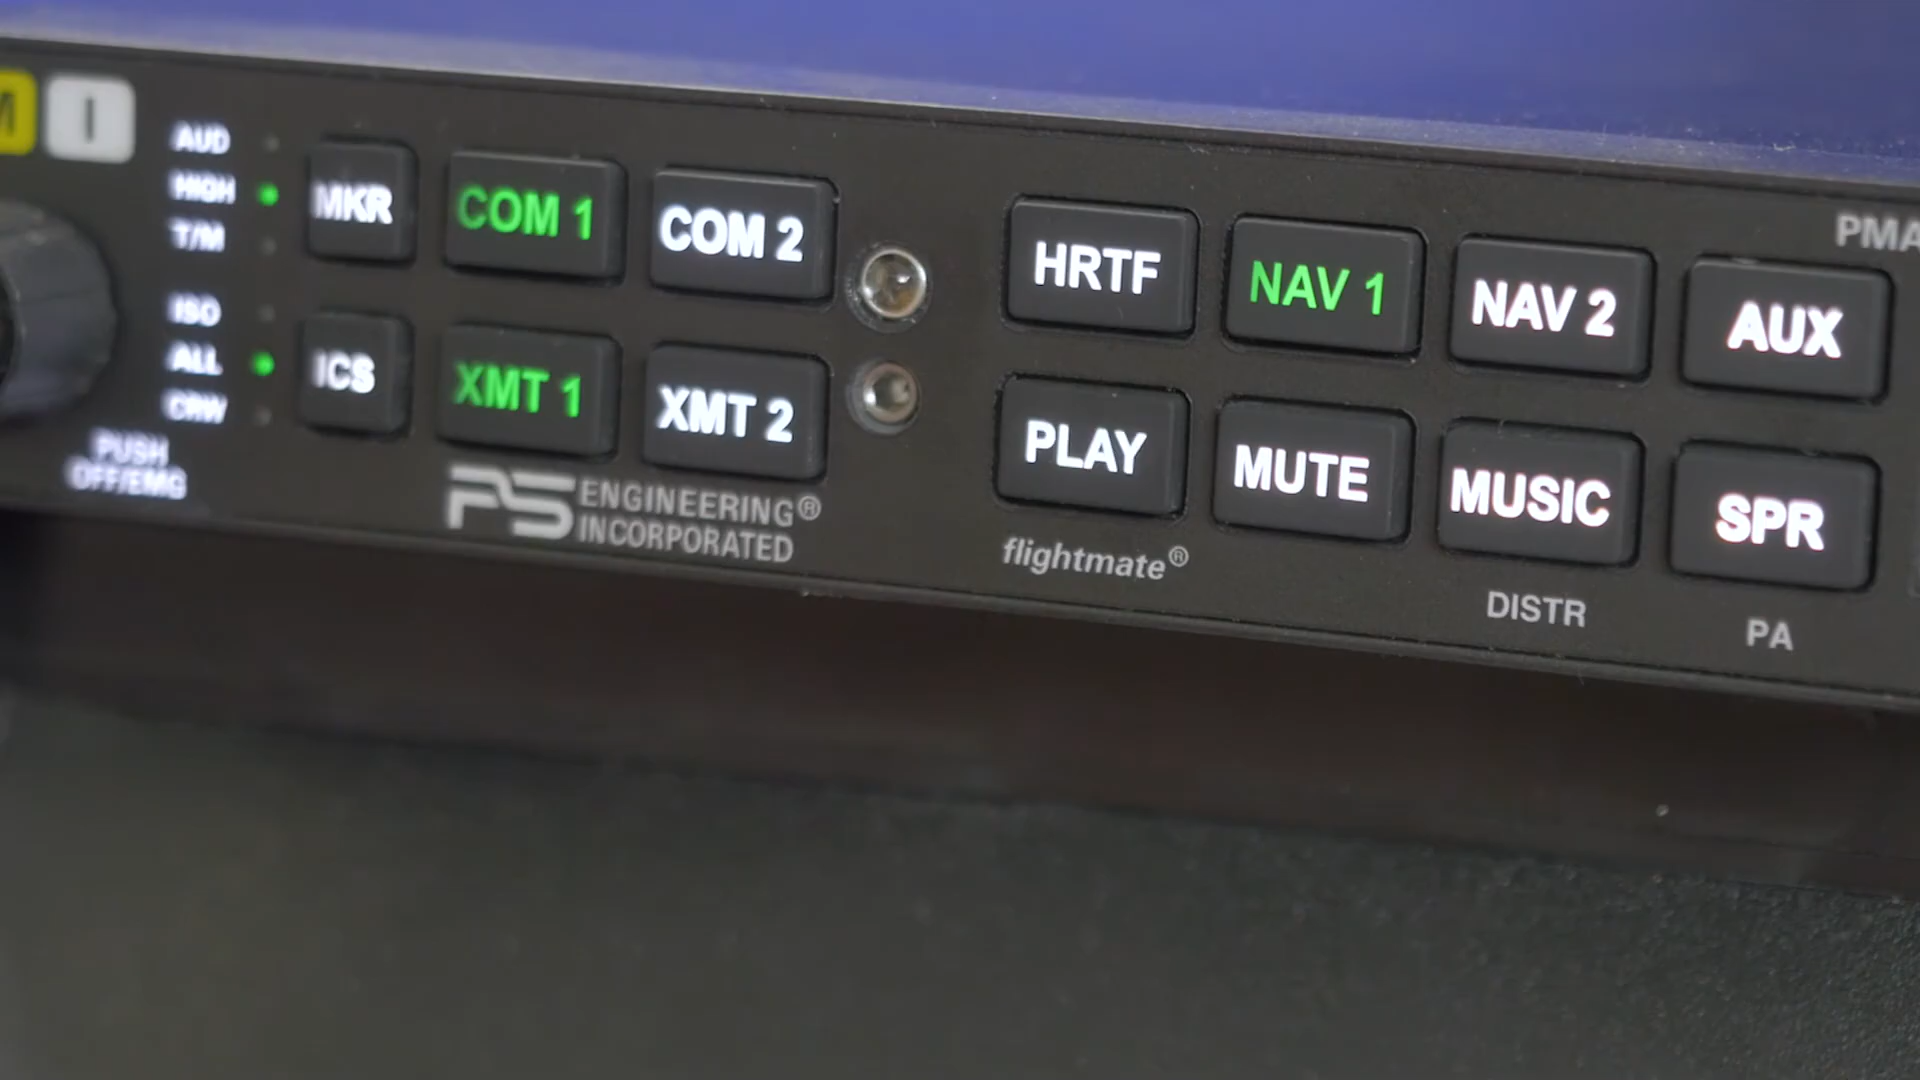 M I
AUD
HIGH
T/M
MKR
COM 1
COM 2
ISO
ALL
CRW
ICS
XMT 1
XMT 2
PUSH
OFF/EMG
PS ENGINEERING®
INCORPORATED
HRTF
NAV 1
NAV 2
AUX
PMA
PLAY
MUTE
MUSIC
SPR
flightmate®
DISTR
PA